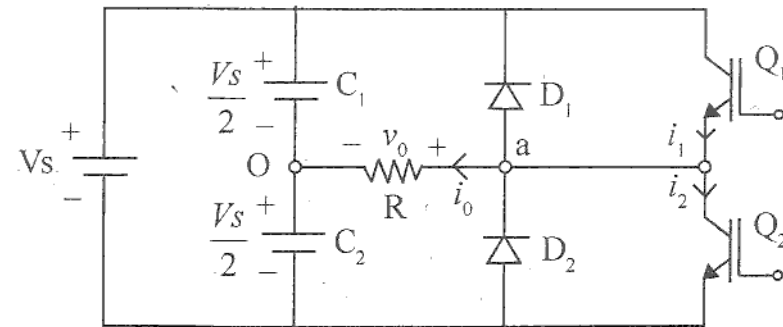 Vs
+
−
Vs
2
+
−
C1
Vs
2
+
−
C2
O
− v0 +
R
i0
a
D1
D2
Q1
i1
i2
Q2